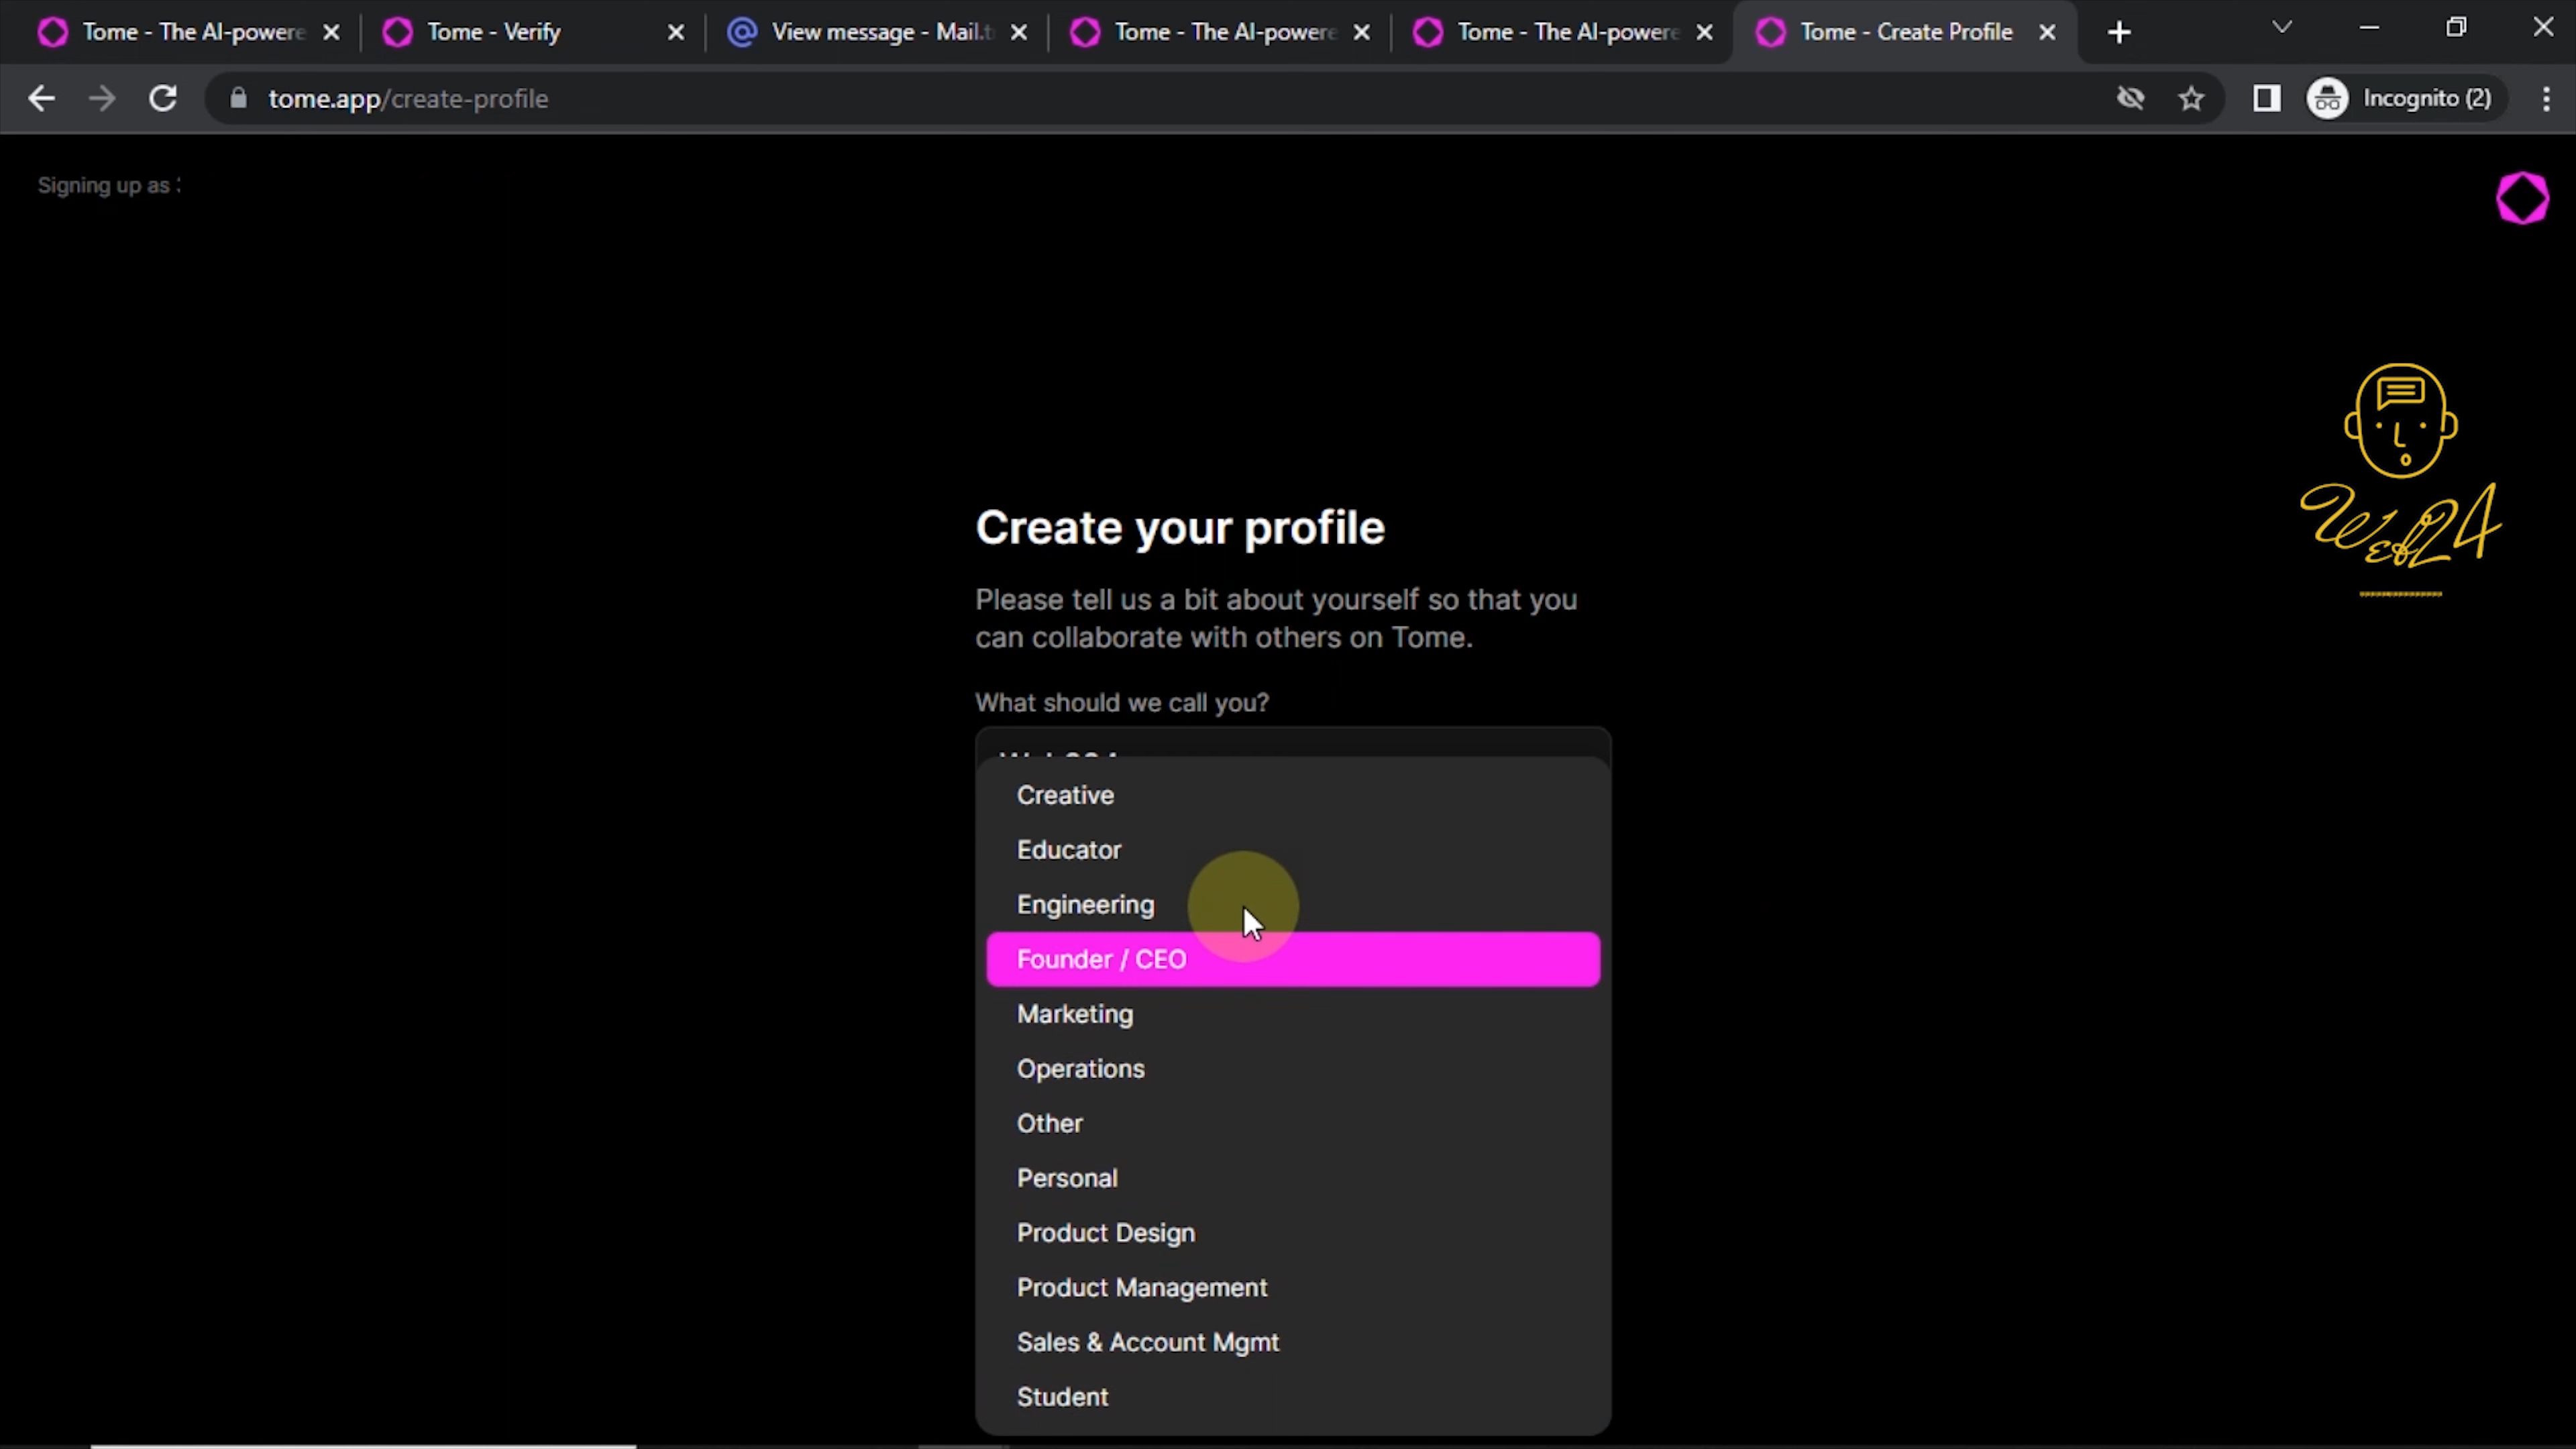 Tome - The AI-powere
Tome - Verify
View message - Mail.t
Tome - The AI-powere
Tome - The AI-powere
Tome - Create Profile
tome.app/create-profile
Incognito (2)
Signing up as :
Web24
Create your profile
Please tell us a bit about yourself so that you
can collaborate with others on Tome.
What should we call you?
Creative
Educator
Engineering
Founder / CEO
Marketing
Operations
Other
Personal
Product Design
Product Management
Sales & Account Mgmt
Student